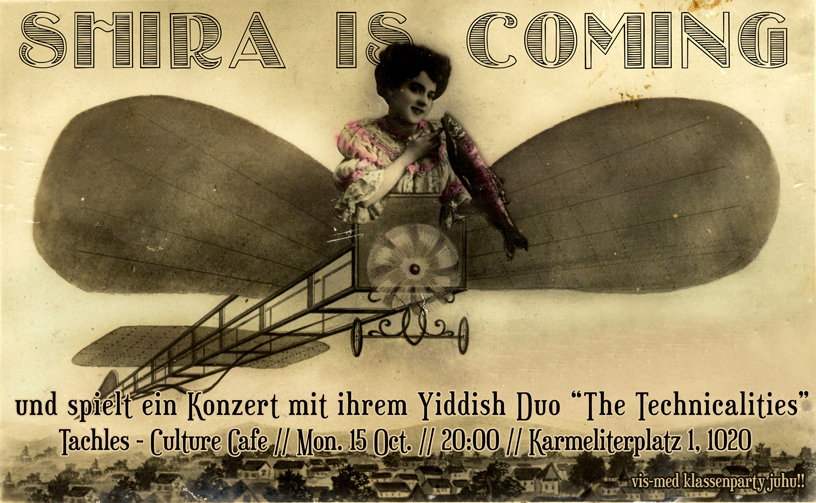 SHIRA IS COMING
und spielt ein Konzert mit ihrem Yiddish Duo “The Technicalities”
Tachles - Culture Cafe // Mon. 15 Oct. // 20:00 // Karmeliterplatz 1, 1020
vis-med klassenparty juhu!!